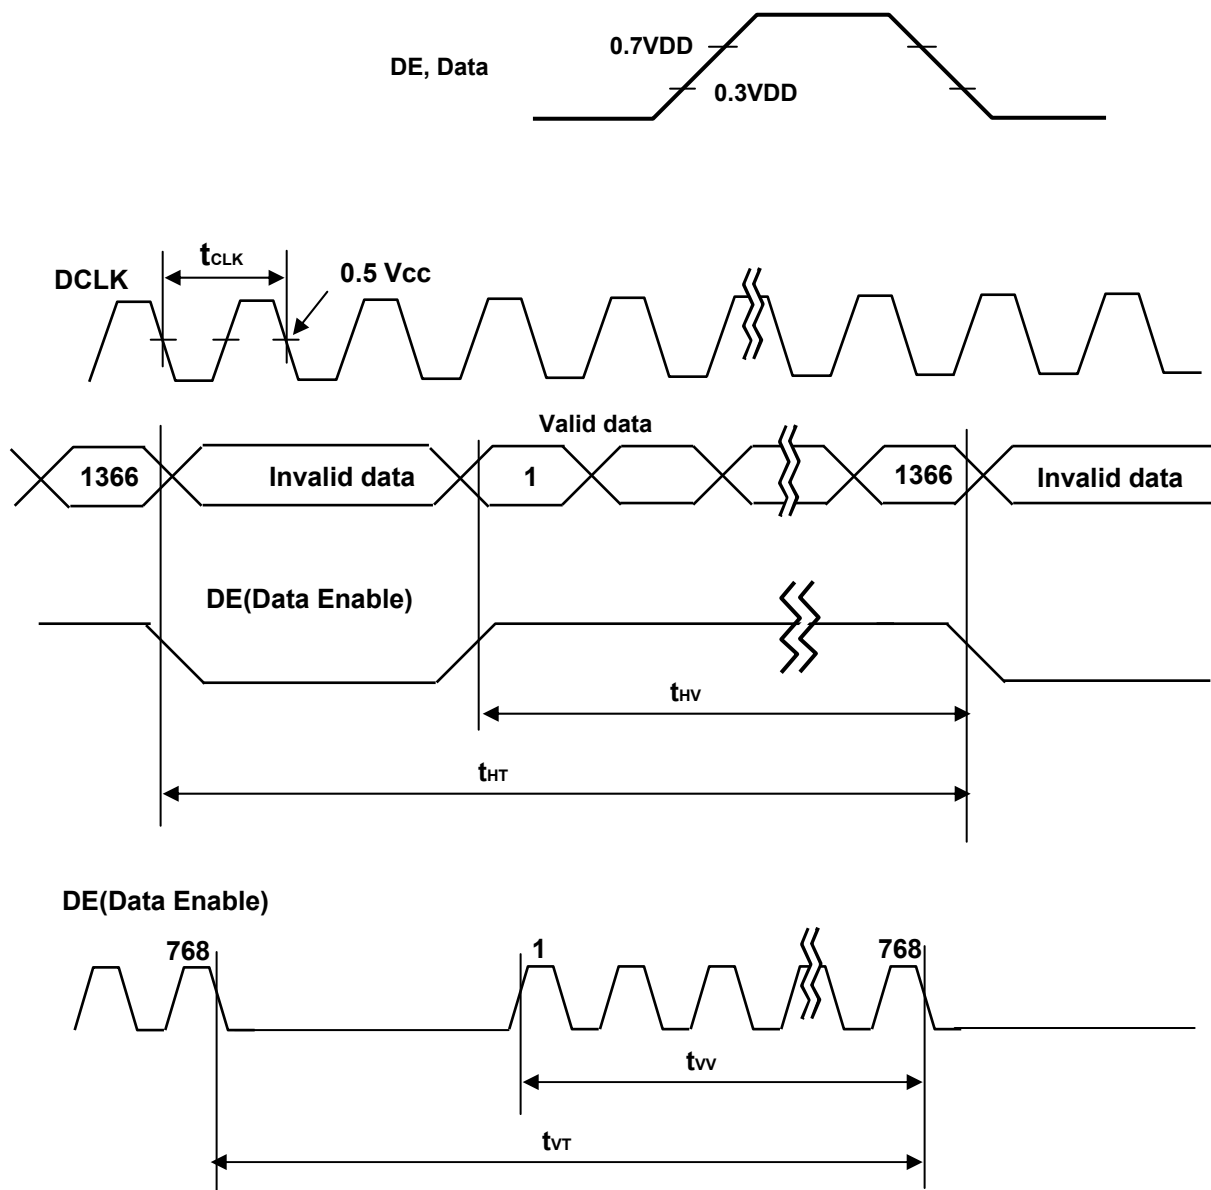 0.7VDD
DE, Data
0.3VDD
tCLK
DCLK
0.5 Vcc
Valid data
1366 Invalid data 1 1366 Invalid data
DE(Data Enable)
tHV
tHT
DE(Data Enable)
768 1 768
tVV
tVT